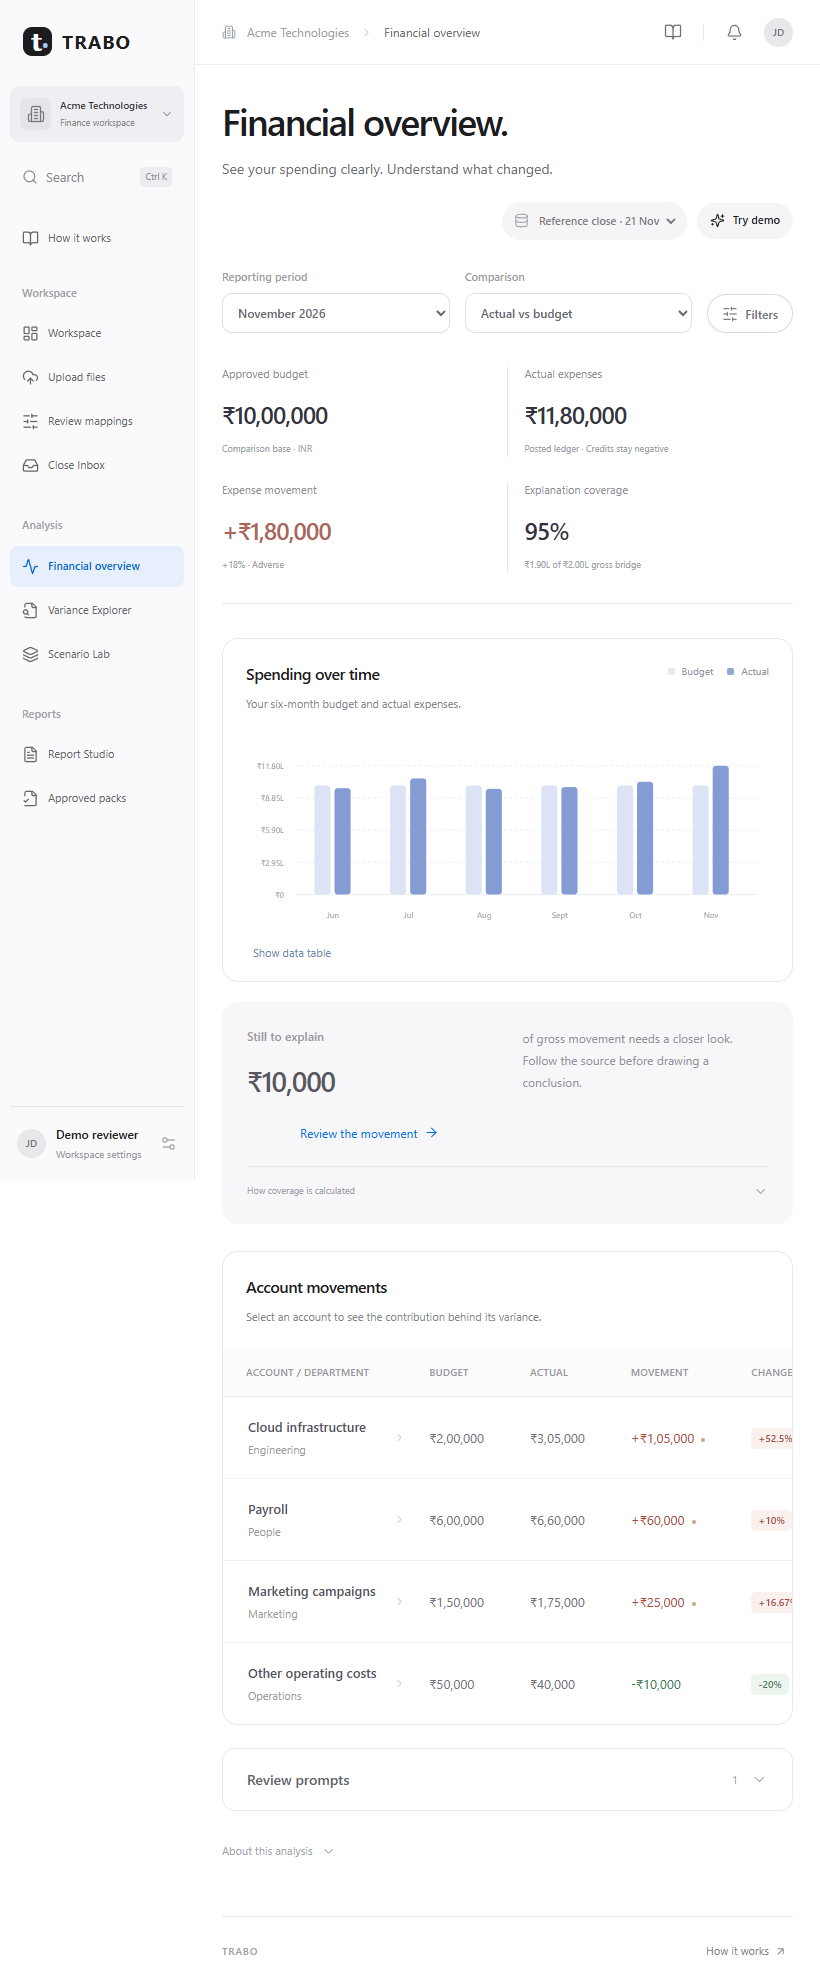 t. TRABO
Acme Technologies
Finance workspace
Search
Ctrl K
How it works
Workspace
Workspace
Upload files
Review mappings
Close Inbox
Analysis
Financial overview
Variance Explorer
Scenario Lab
Reports
Report Studio
Approved packs
JD
Demo reviewer
Workspace settings
Acme Technologies > Financial overview
JD
Financial overview.
See your spending clearly. Understand what changed.
Reference close · 21 Nov
Try demo
Reporting period
November 2026
Comparison
Actual vs budget
Filters
Approved budget
₹10,00,000
Comparison base · INR
Actual expenses
₹11,80,000
Posted ledger · Credits stay negative
Expense movement
+₹1,80,000
+18% · Adverse
Explanation coverage
95%
₹1.90L of ₹2.00L gross bridge
Spending over time
Budget
Actual
Your six-month budget and actual expenses.
₹11.80L
₹8.85L
₹5.90L
₹2.95L
₹0
Jun Jul Aug Sept Oct Nov
Show data table
Still to explain
₹10,000
of gross movement needs a closer look.
Follow the source before drawing a
conclusion.
Review the movement →
How coverage is calculated
Account movements
Select an account to see the contribution behind its variance.
ACCOUNT / DEPARTMENT BUDGET ACTUAL MOVEMENT CHANGE
Cloud infrastructure
Engineering
₹2,00,000 ₹3,05,000 +₹1,05,000 +52.5%
Payroll
People
₹6,00,000 ₹6,60,000 +₹60,000 +10%
Marketing campaigns
Marketing
₹1,50,000 ₹1,75,000 +₹25,000 +16.67%
Other operating costs
Operations
₹50,000 ₹40,000 -₹10,000 -20%
Review prompts
1
About this analysis
TRABO
How it works